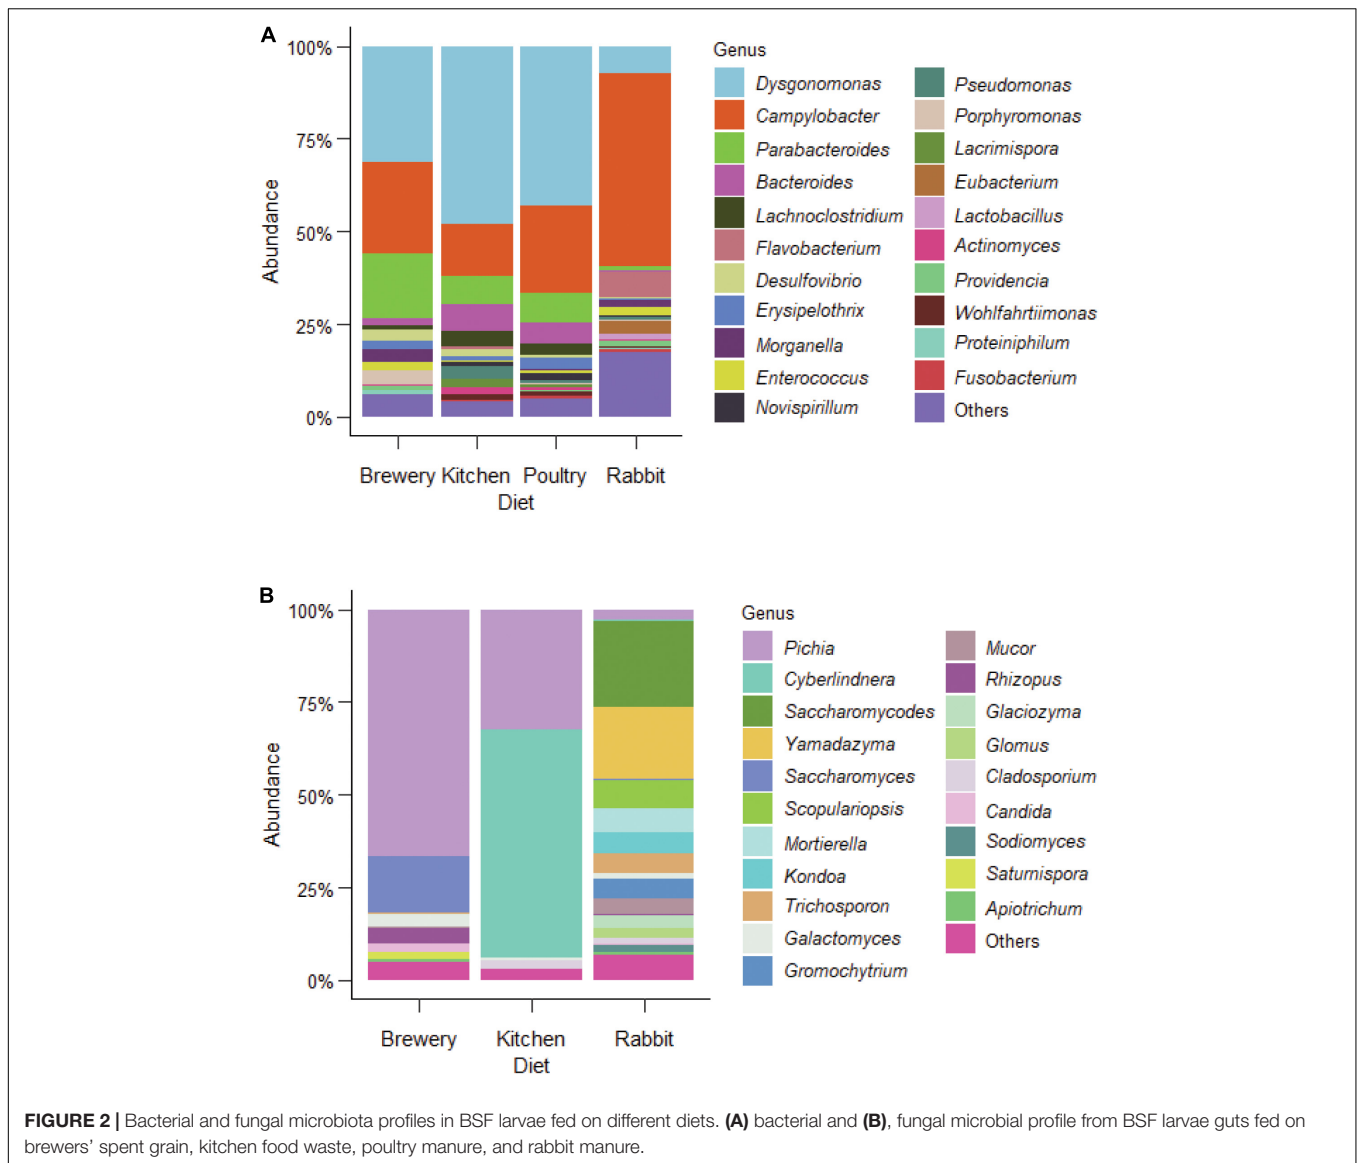 A
100%
75%
50%
25%
0%
Abundance
Brewery Kitchen Poultry Rabbit
Diet
Genus
Dysgonomonas
Campylobacter
Parabacteroides
Bacteroides
Lachnoclostridium
Flavobacterium
Desulfovibrio
Erysipelothrix
Morganella
Enterococcus
Novispirillum
Pseudomonas
Porphyromonas
Lacrimispora
Eubacterium
Lactobacillus
Actinomyces
Providencia
Wohlfahrtiimonas
Proteiniphilum
Fusobacterium
Others
B
100%
75%
50%
25%
0%
Abundance
Brewery Kitchen Rabbit
Diet
Genus
Pichia
Cyberlindnera
Saccharomycodes
Yamadazyma
Saccharomyces
Scopulariopsis
Mortierella
Kondoa
Trichosporon
Galactomyces
Gromochytrium
Mucor
Rhizopus
Glaciozyma
Glomus
Cladosporium
Candida
Sodiomyces
Saturnispora
Apiotrichum
Others
FIGURE 2 | Bacterial and fungal microbiota profiles in BSF larvae fed on different diets. (A) bacterial and (B), fungal microbial profile from BSF larvae guts fed on
brewers' spent grain, kitchen food waste, poultry manure, and rabbit manure.